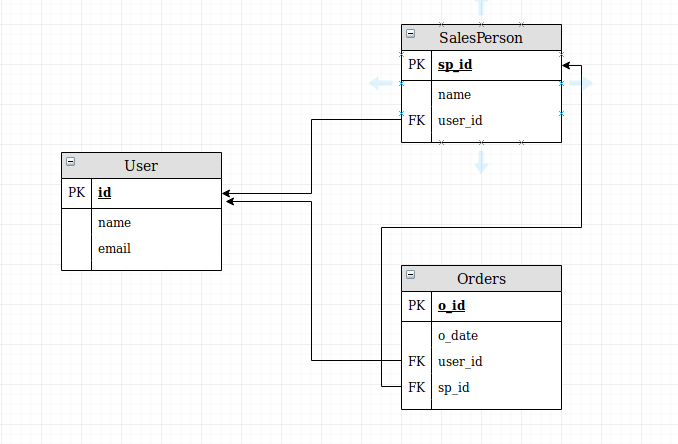 SalesPerson
PK sp_id
name
FK user_id
User
PK id
name
email
Orders
PK o_id
o_date
FK user_id
FK sp_id